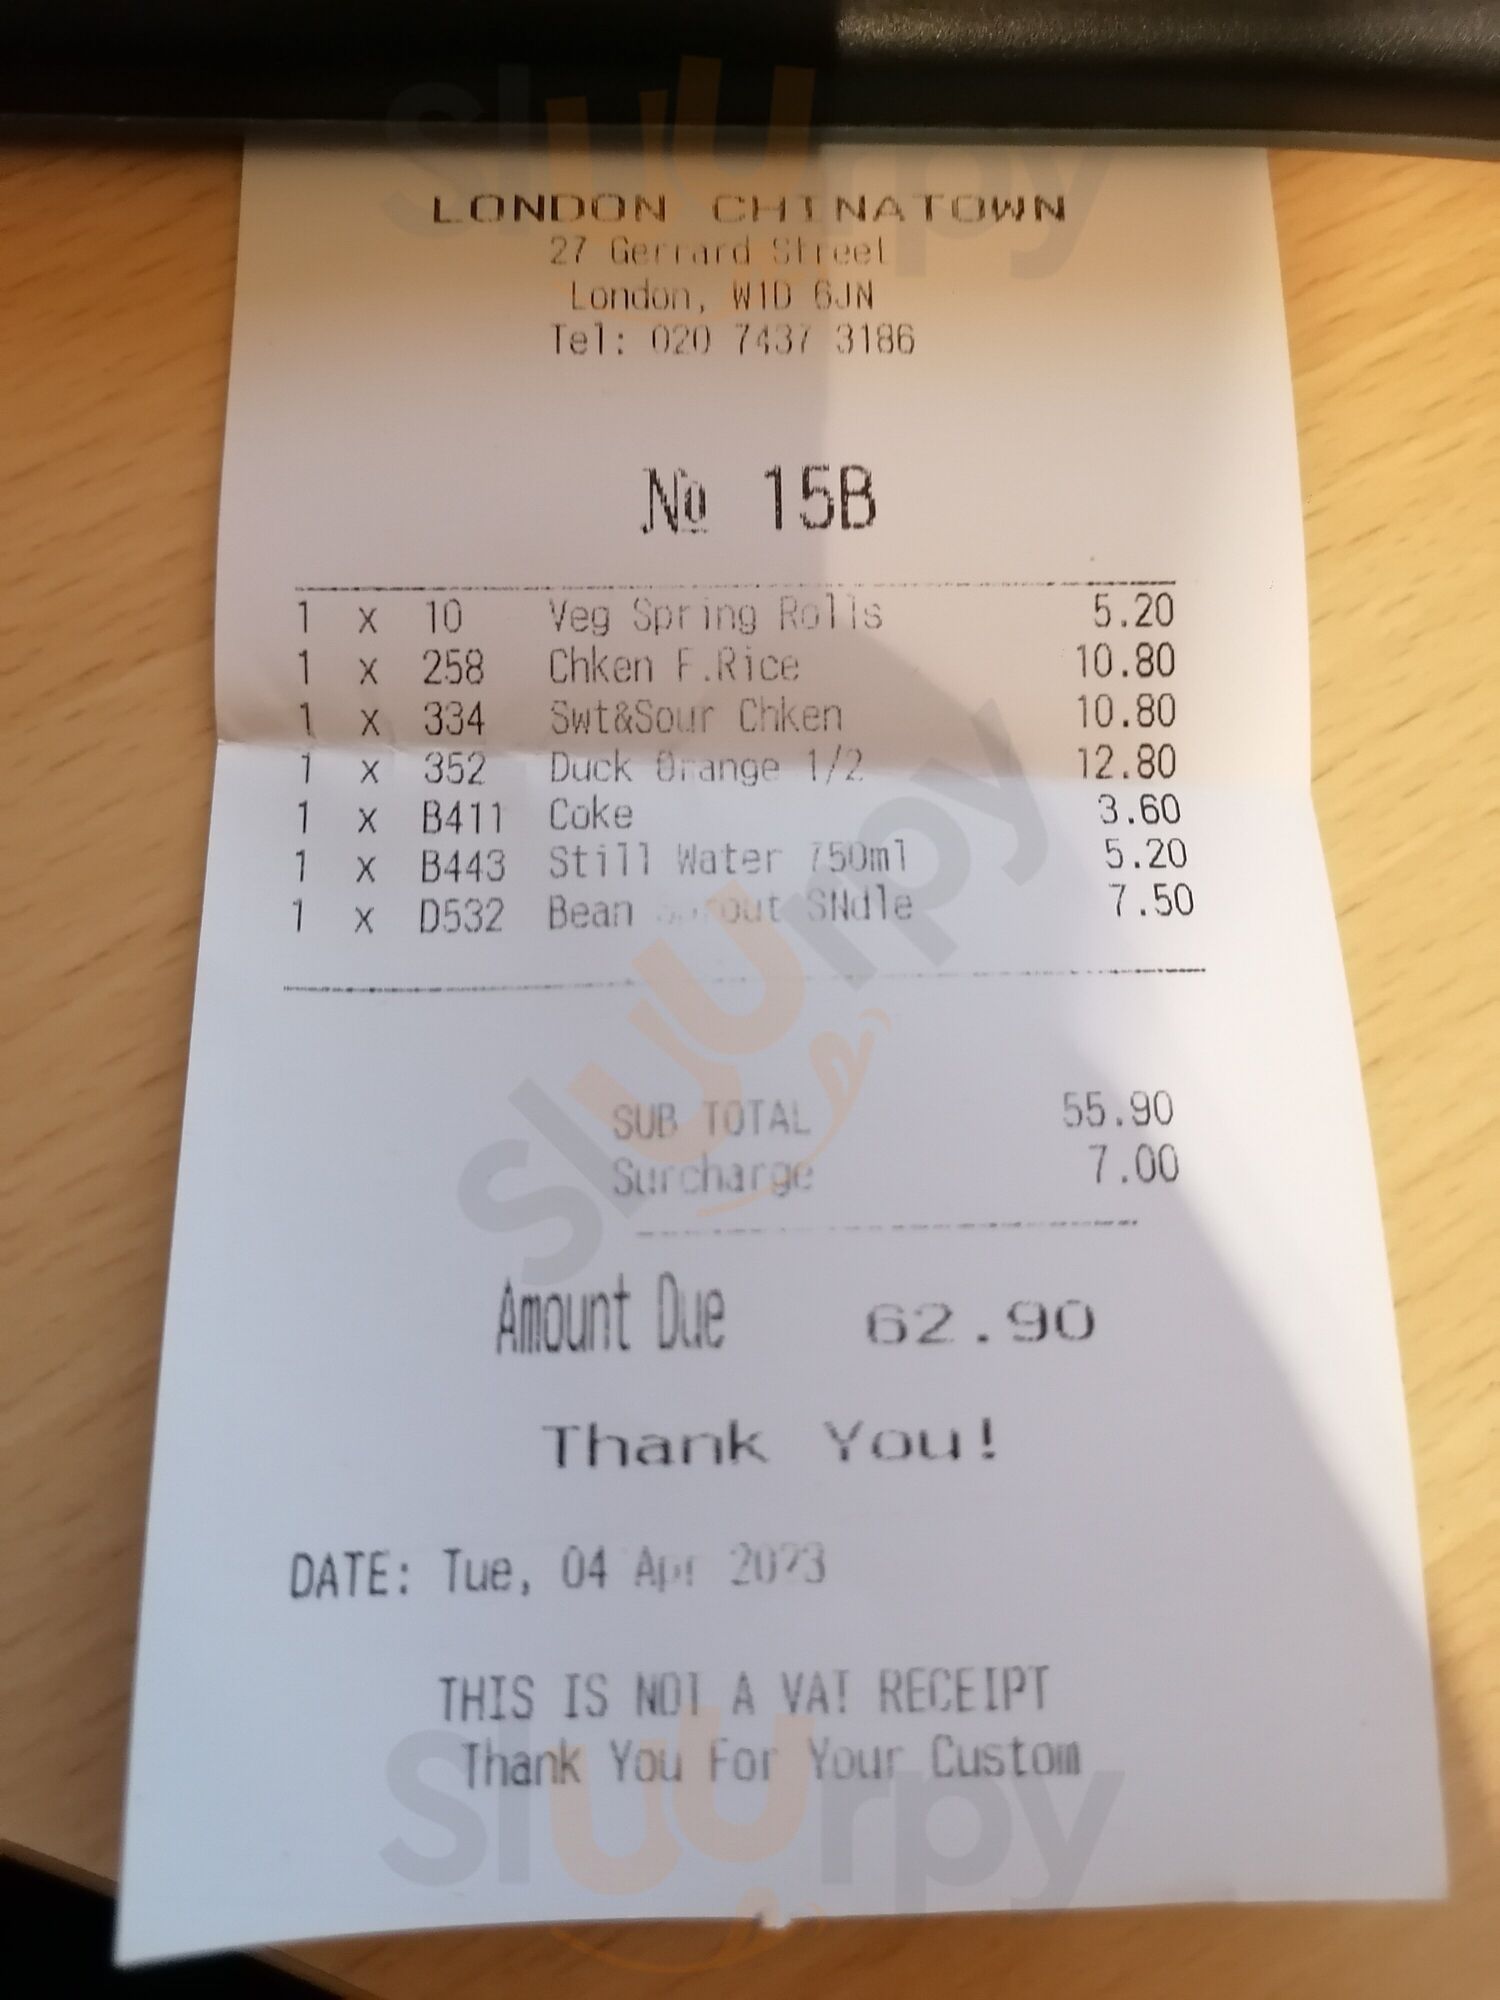 LONDON CHINATOWN
27 Gerrard Street
London, W1D 6JN
Tel: 020 7437 3186
№ 15B
1 x 10 Veg Spring Rolls 5.20
1 x 258 Chken F.Rice 10.80
1 x 334 Swt&Sour Chken 10.80
1 x 352 Duck Orange 1/2 12.80
1 x B411 Coke 3.60
1 x B443 Still Water 750ml 5.20
1 x D532 Bean Sprout SNdle 7.50
SUB TOTAL 55.90
Surcharge 7.00
Amount Due 62.90
Thank You!
DATE: Tue, 04 Apr 2023
THIS IS NOT A VAT RECEIPT
Thank You For Your Custom
Sluurpy
Sluurpy
Sluurpy